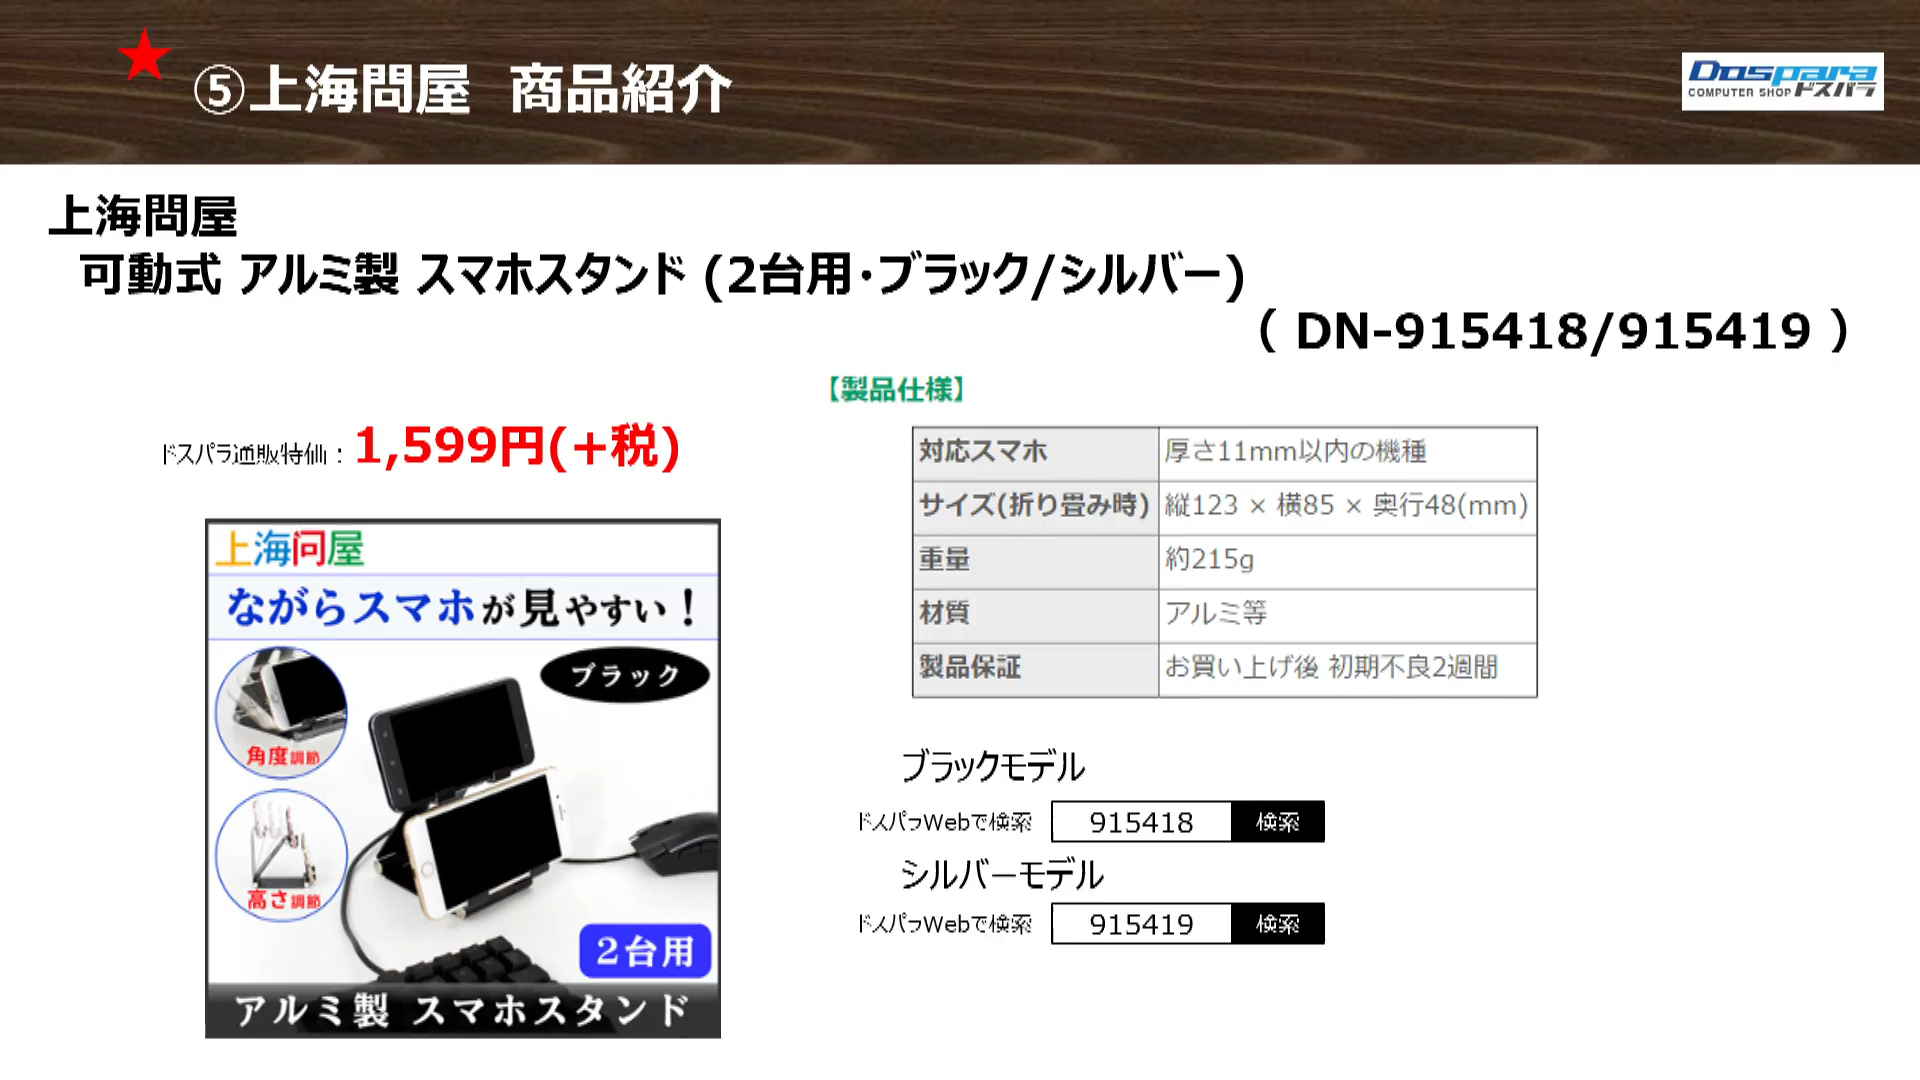 ⑤上海問屋 商品紹介
Dospara
COMPUTER SHOP ドスパラ
上海問屋
可動式 アルミ製 スマホスタンド (2台用・ブラック/シルバー)
( DN-915418/915419 )
ドスパラ通販特価：1,599円(+税)
上海问屋
ながらスマホが見やすい！
ブラック
角度調節
高さ調節
2台用
アルミ製 スマホスタンド
【製品仕様】
対応スマホ 厚さ11mm以内の機種
サイズ(折り畳み時) 縦123 × 横85 × 奥行48(mm)
重量 約215g
材質 アルミ等
製品保証 お買い上げ後 初期不良2週間
ブラックモデル
ドスパラWebで検索 915418 検索
シルバーモデル
ドスパラWebで検索 915419 検索